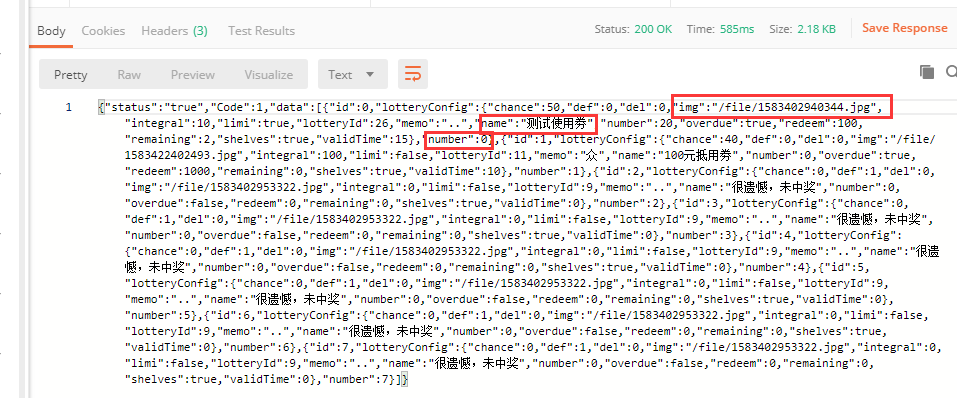 Body Cookies Headers (3) Test Results Status: 200 OK Time: 585ms Size: 2.18 KB Save Response
Pretty Raw Preview Visualize Text
1 {"status":"true","Code":1,"data":[{"id":0,"lotteryConfig":{"chance":50,"def":0,"del":0,"img":"/file/1583402940344.jpg",
"integral":10,"limi":true,"lotteryId":26,"memo":"..","name":"测试使用券","number":20,"overdue":true,"redeem":100,
"remaining":2,"shelves":true,"validTime":15},"number":0},{"id":1,"lotteryConfig":{"chance":40,"def":0,"del":0,"img":"/file/
1583422402493.jpg","integral":100,"limi":false,"lotteryId":11,"memo":"众","name":"100元抵用券","number":0,"overdue":true,
"redeem":1000,"remaining":0,"shelves":true,"validTime":10},"number":1},{"id":2,"lotteryConfig":{"chance":0,"def":1,"del":0,
"img":"/file/1583402953322.jpg","integral":0,"limi":false,"lotteryId":9,"memo":"..","name":"很遗憾，未中奖","number":0,
"overdue":false,"redeem":0,"remaining":0,"shelves":true,"validTime":0},"number":2},{"id":3,"lotteryConfig":{"chance":0,
"def":1,"del":0,"img":"/file/1583402953322.jpg","integral":0,"limi":false,"lotteryId":9,"memo":"..","name":"很遗憾，未中奖",
"number":0,"overdue":false,"redeem":0,"remaining":0,"shelves":true,"validTime":0},"number":3},{"id":4,"lotteryConfig":
{"chance":0,"def":1,"del":0,"img":"/file/1583402953322.jpg","integral":0,"limi":false,"lotteryId":9,"memo":"..","name":"很遗
憾，未中奖","number":0,"overdue":false,"redeem":0,"remaining":0,"shelves":true,"validTime":0},"number":4},{"id":5,
"lotteryConfig":{"chance":0,"def":1,"del":0,"img":"/file/1583402953322.jpg","integral":0,"limi":false,"lotteryId":9,
"memo":"..","name":"很遗憾，未中奖","number":0,"overdue":false,"redeem":0,"remaining":0,"shelves":true,"validTime":0},
"number":5},{"id":6,"lotteryConfig":{"chance":0,"def":1,"del":0,"img":"/file/1583402953322.jpg","integral":0,"limi":false,
"lotteryId":9,"memo":"..","name":"很遗憾，未中奖","number":0,"overdue":false,"redeem":0,"remaining":0,"shelves":true,
"validTime":0},"number":6},{"id":7,"lotteryConfig":{"chance":0,"def":1,"del":0,"img":"/file/1583402953322.jpg","integral":0,
"limi":false,"lotteryId":9,"memo":"..","name":"很遗憾，未中奖","number":0,"overdue":false,"redeem":0,"remaining":0,
"shelves":true,"validTime":0},"number":7}]}